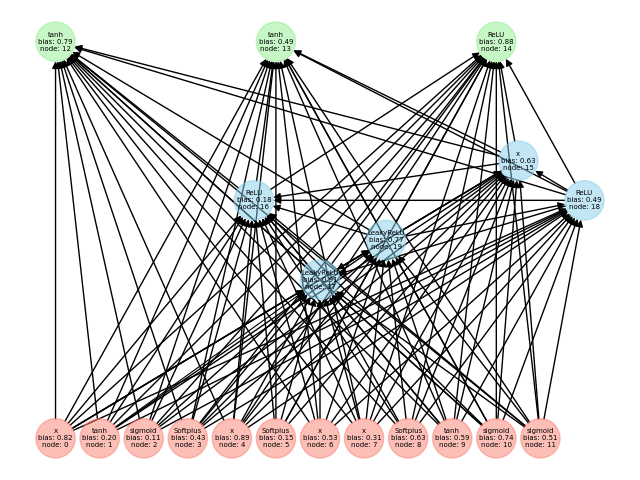 tanh
bias: 0.79
node: 12
tanh
bias: 0.49
node: 13
ReLU
bias: 0.88
node: 14
x
bias: 0.63
node: 15
ReLU
bias: 0.18
node: 16
ReLU
bias: 0.49
node: 18
LeakyReLU
bias: 0.77
node: 19
LeakyReLU
node: 17
x
bias: 0.82
node: 0
tanh
bias: 0.20
node: 1
sigmoid
bias: 0.11
node: 2
Softplus
bias: 0.43
node: 3
x
bias: 0.89
node: 4
Softplus
bias: 0.15
node: 5
x
bias: 0.53
node: 6
x
bias: 0.31
node: 7
Softplus
bias: 0.63
node: 8
tanh
bias: 0.59
node: 9
sigmoid
bias: 0.74
node: 10
sigmoid
bias: 0.51
node: 11